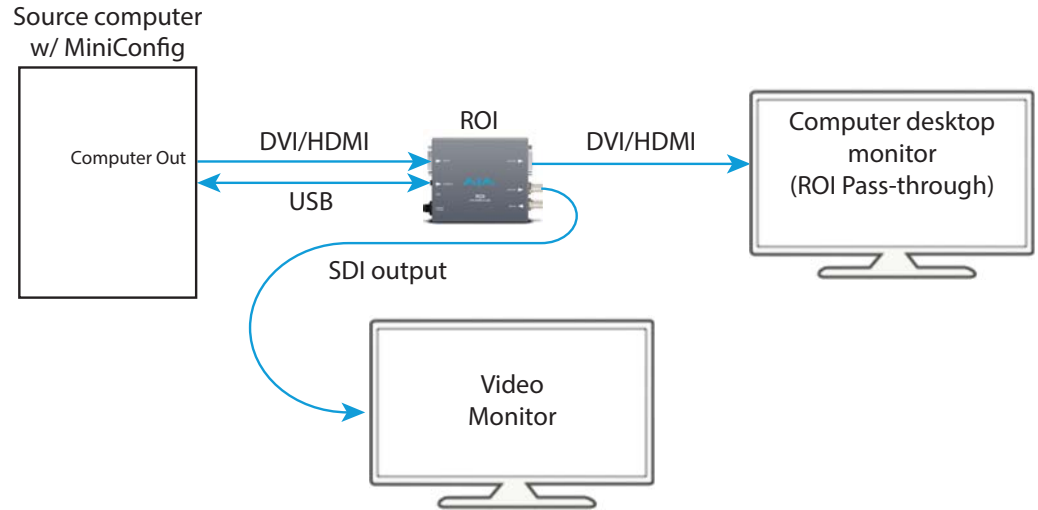 Source computer
w/ MiniConfig
Computer Out
DVI/HDMI
USB
ROI
AJA
DVI/HDMI
Computer desktop
monitor
(ROI Pass-through)
SDI output
Video
Monitor